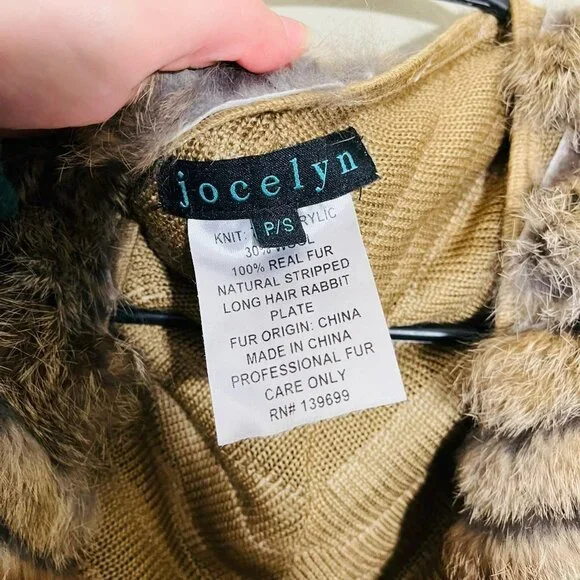 jocelyn
P/S
KNIT:
30% WOOL
100% REAL FUR
NATURAL STRIPPED
LONG HAIR RABBIT
PLATE
FUR ORIGIN: CHINA
MADE IN CHINA
PROFESSIONAL FUR
CARE ONLY
RN# 139699